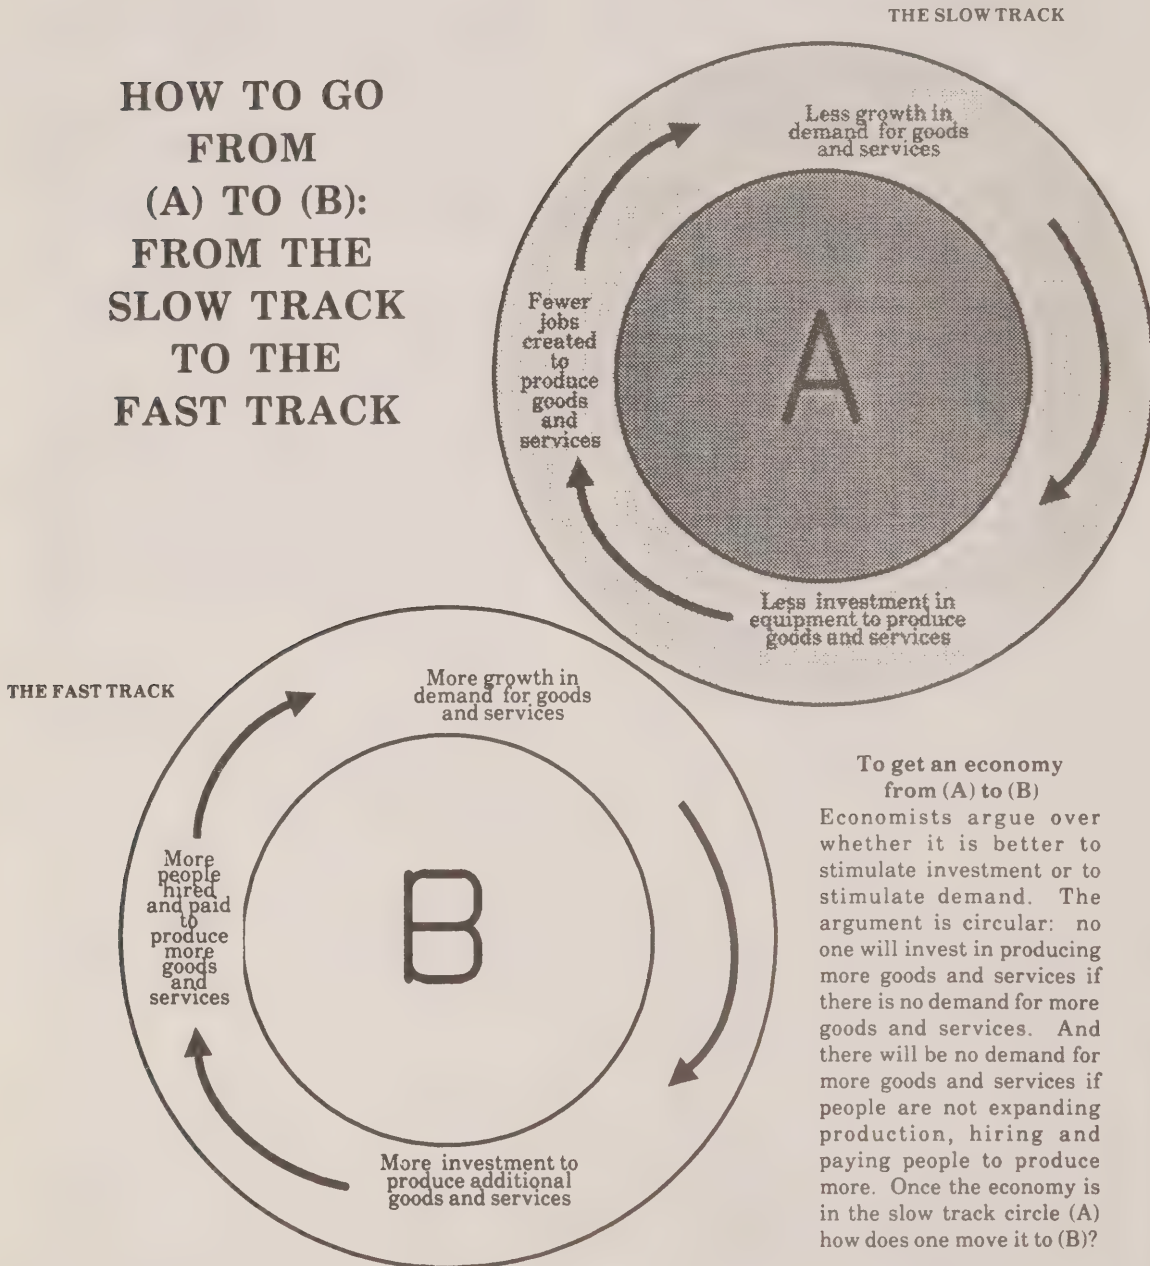 THE SLOW TRACK
HOW TO GO
FROM
(A) TO (B):
FROM THE
SLOW TRACK
TO THE
FAST TRACK
Less growth in
demand for goods
and services
Fewer
jobs
created
to
produce
goods
and
services
A
Less investment in
equipment to produce
goods and services
THE FAST TRACK
More growth in
demand for goods
and services
More
people
hired
and paid
to
produce
more
goods
and
services
B
More investment to
produce additional
goods and services
To get an economy
from (A) to (B)
Economists argue over
whether it is better to
stimulate investment or to
stimulate demand. The
argument is circular: no
one will invest in producing
more goods and services if
there is no demand for more
goods and services. And
there will be no demand for
more goods and services if
people are not expanding
production, hiring and
paying people to produce
more. Once the economy is
in the slow track circle (A)
how does one move it to (B)?